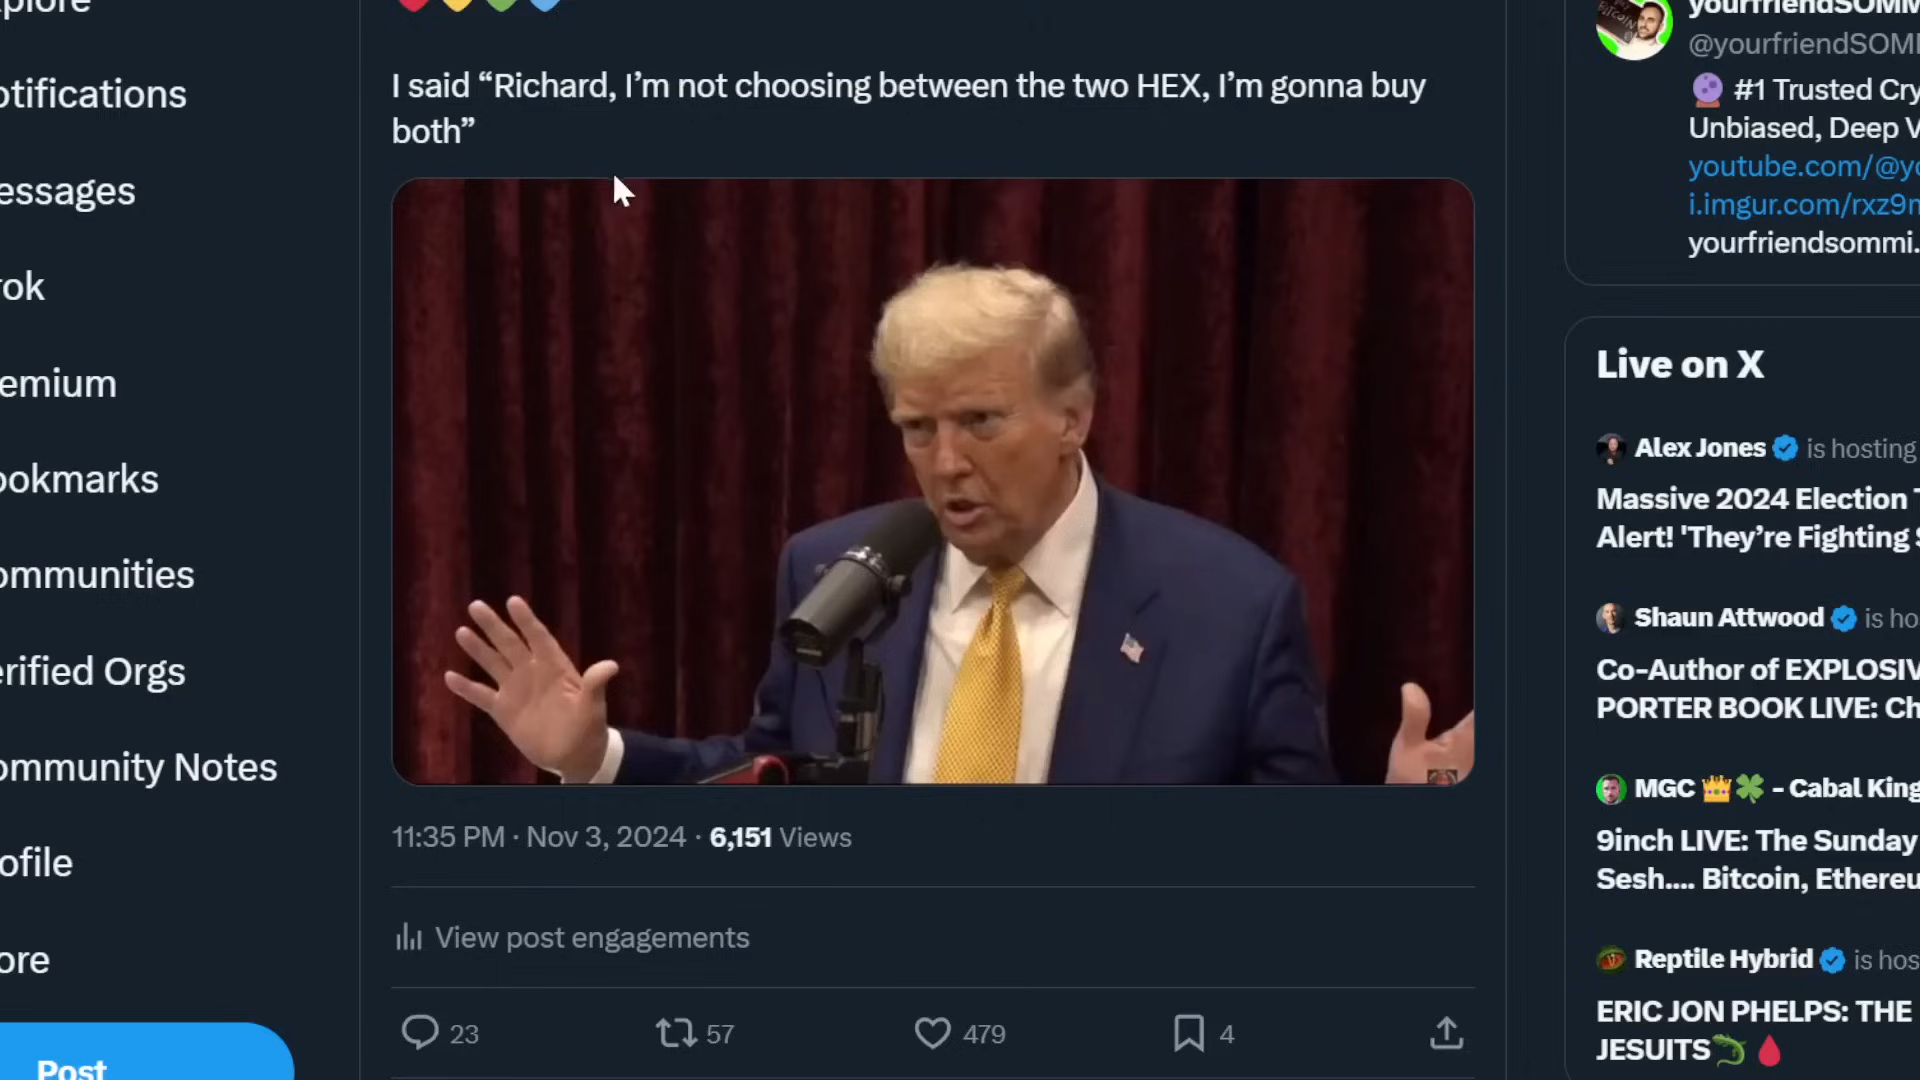 plore
otifications
essages
rok
emium
ookmarks
ommunities
erified Orgs
ommunity Notes
ofile
ore
Post
I said “Richard, I’m not choosing between the two HEX, I’m gonna buy
both”
11:35 PM · Nov 3, 2024 · 6,151 Views
View post engagements
23 57 479 4
yourfriendSOMM
@yourfriendSOMM
#1 Trusted Cry
Unbiased, Deep V
youtube.com/@yo
i.imgur.com/rxz9n
yourfriendsommi.
Live on X
Alex Jones is hosting
Massive 2024 Election T
Alert! 'They’re Fighting S
Shaun Attwood is ho
Co-Author of EXPLOSIV
PORTER BOOK LIVE: Ch
MGC 👑🍀 - Cabal King
9inch LIVE: The Sunday
Sesh.... Bitcoin, Ethereu
Reptile Hybrid is hos
ERIC JON PHELPS: THE
JESUITS🦎🩸